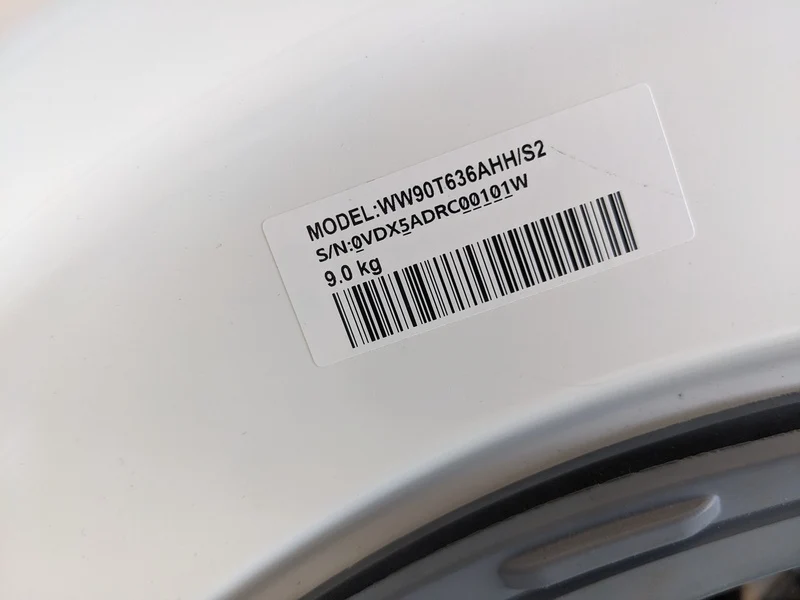 MODEL:WW90T636AHH/S2
S/N:0VDX5ADRC00101W
9.0 kg